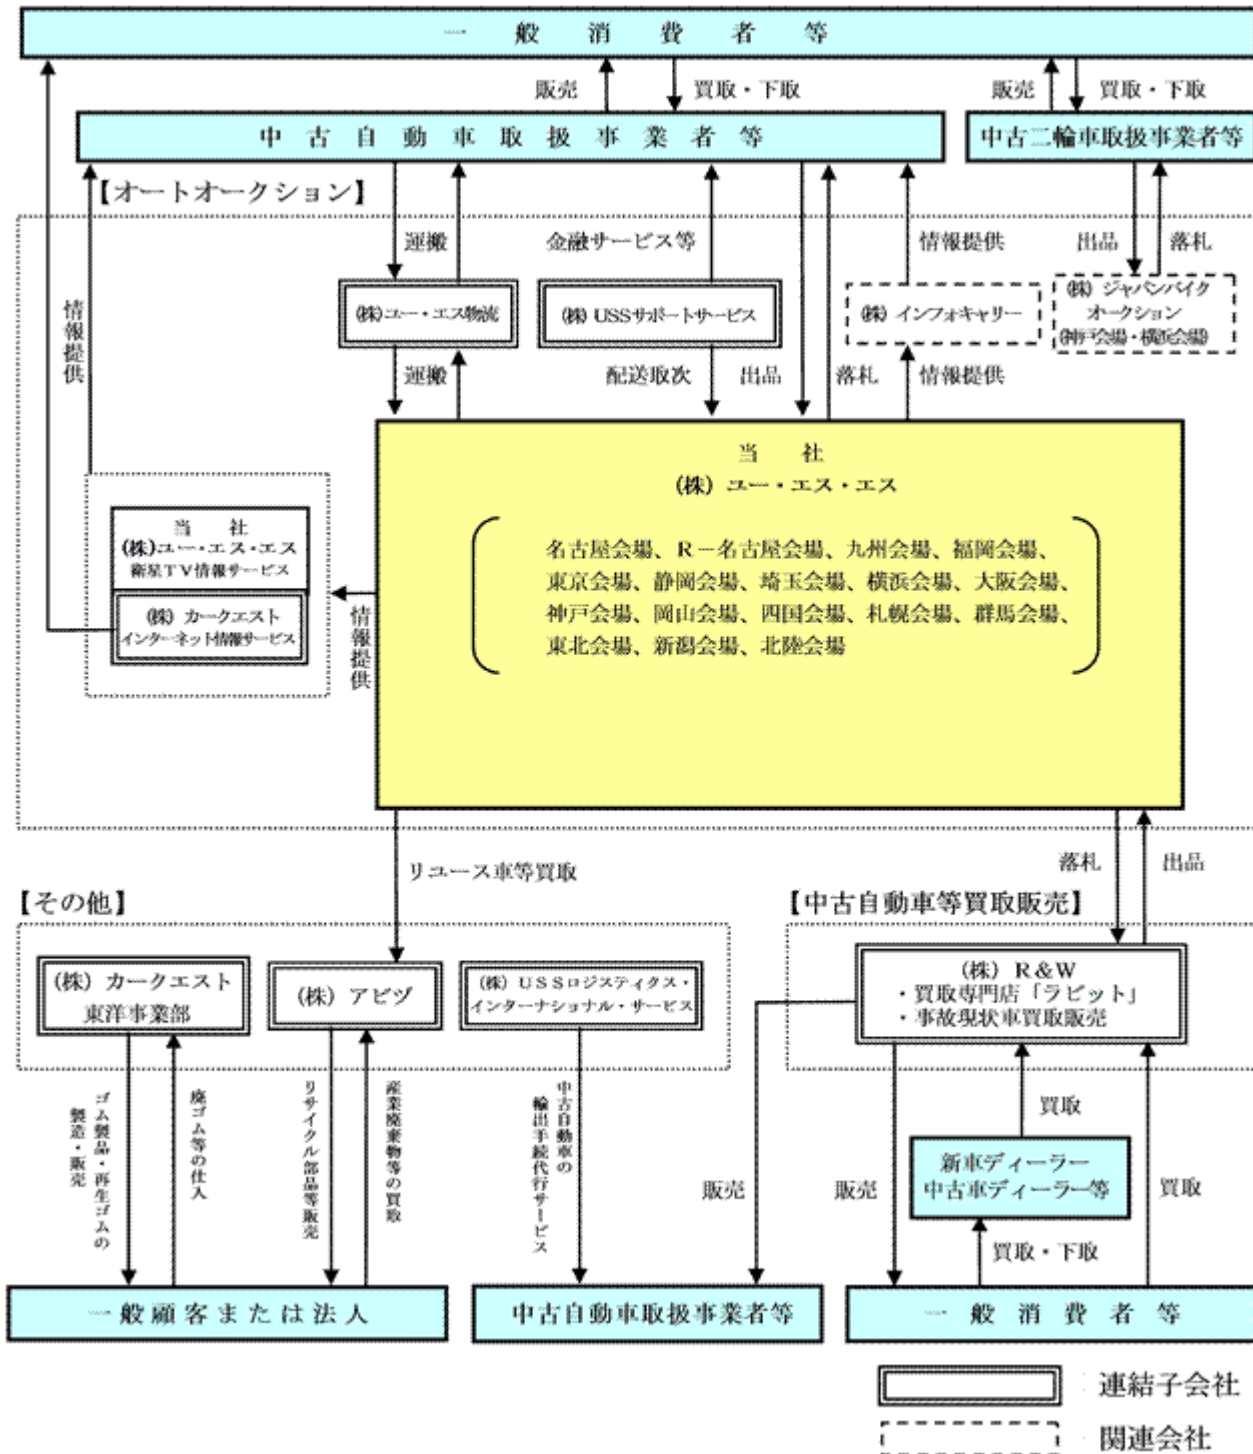 一般消費者等
販売
買取・下取
販売
買取・下取
中古自動車取扱事業者等
中古二輪車取扱事業者等
【オートオークション】
運搬
金融サービス等
情報提供
出品
落札
情報提供
(株)ユー・エス物流
(株) USSサポートサービス
(株) インフォキャリー
(株) ジャパンバイク
オークション
(神戸会場・横浜会場)
運搬
配送取次
出品
落札
情報提供
当 社
(株) ユー・エス・エス
名古屋会場、R－名古屋会場、九州会場、福岡会場、
東京会場、静岡会場、埼玉会場、横浜会場、大阪会場、
神戸会場、岡山会場、四国会場、札幌会場、群馬会場、
東北会場、新潟会場、北陸会場
当 社
(株)ユー・エス・エス
衛星TV情報サービス
(株) カークエスト
インターネット情報サービス
情報提供
リユース車等買取
落札
出品
【その他】
【中古自動車等買取販売】
(株) カークエスト
東洋事業部
(株) アビヅ
(株) USSロジスティクス・
インターナショナル・サービス
(株) R&W
・買取専門店「ラビット」
・事故現状車買取販売
ゴム製品・再生ゴムの
製造・販売
廃ゴム等の仕入
リサイクル部品等販売
産業廃棄物等の買取
中古自動車の
輸出手続代行サービス
販売
販売
買取
新車ディーラー
中古車ディーラー等
買取
買取・下取
一般顧客または法人
中古自動車取扱事業者等
一般消費者等
連結子会社
関連会社